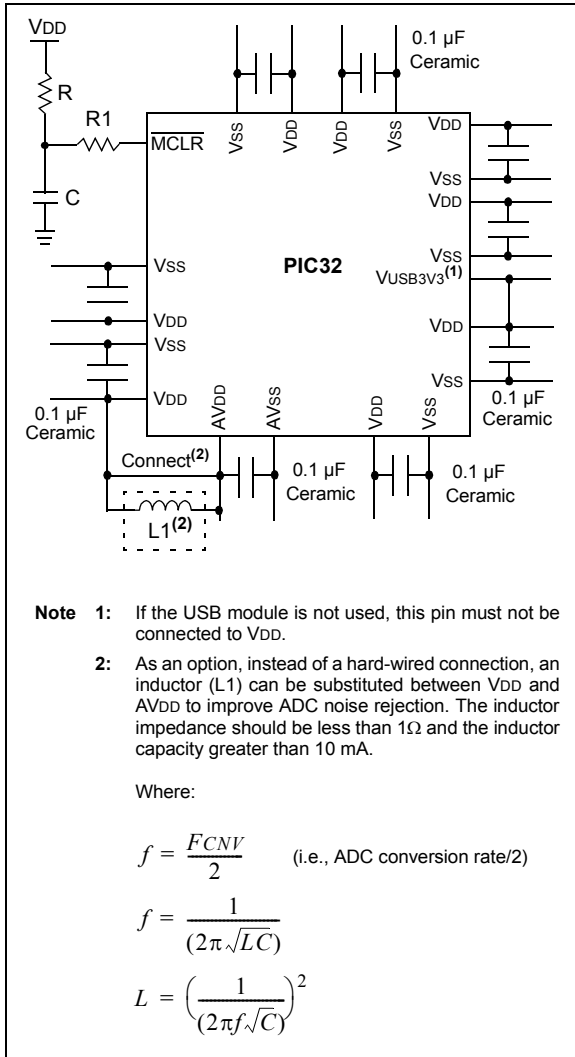 VDD
R
R1
C
MCLR
VSS
VDD
VDD
VSS
0.1 µF
Ceramic
VDD
VSS
VDD
VSS
VUSB3V3(1)
VDD
VSS
PIC32
VSS
VDD
VSS
VDD
0.1 µF
Ceramic
AVDD
AVSS
VDD
VSS
0.1 µF
Ceramic
Connect(2)
L1(2)
0.1 µF
Ceramic
0.1 µF
Ceramic
Note 1: If the USB module is not used, this pin must not be
connected to VDD.
2: As an option, instead of a hard-wired connection, an
inductor (L1) can be substituted between VDD and
AVDD to improve ADC noise rejection. The inductor
impedance should be less than 1Ω and the inductor
capacity greater than 10 mA.
Where:
f = FCNV / 2 (i.e., ADC conversion rate/2)
f = 1 / (2π√LC)
L = (1 / (2πf√C))²